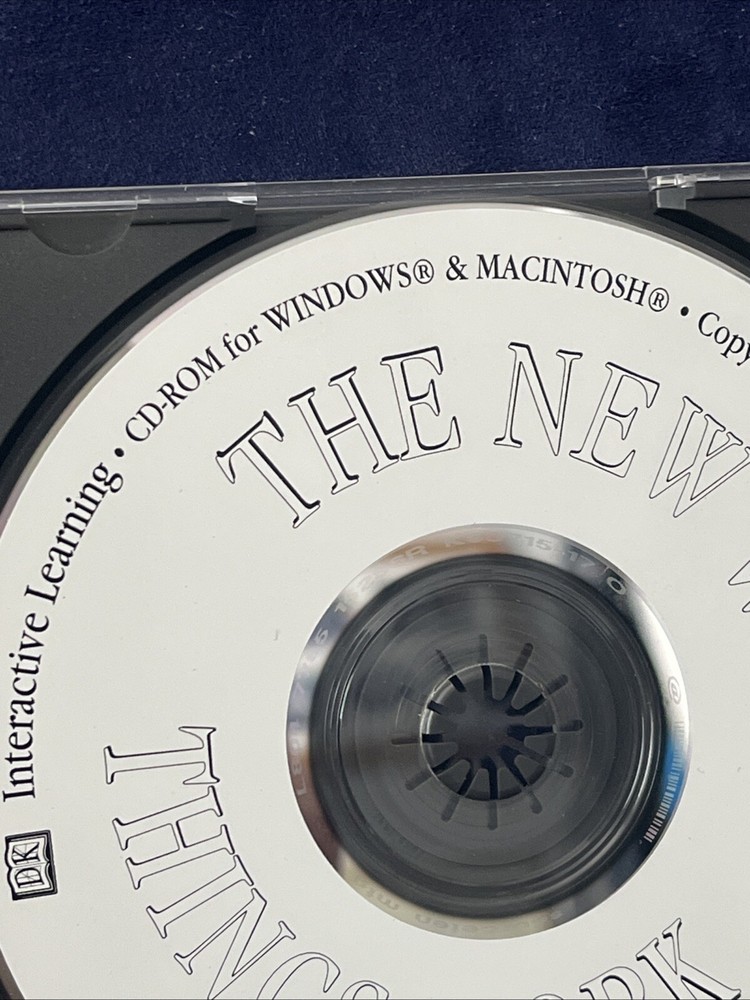 Interactive Learning • CD-ROM for WINDOWS® & MACINTOSH® • Copy
THE NEW W
THINGS
DK